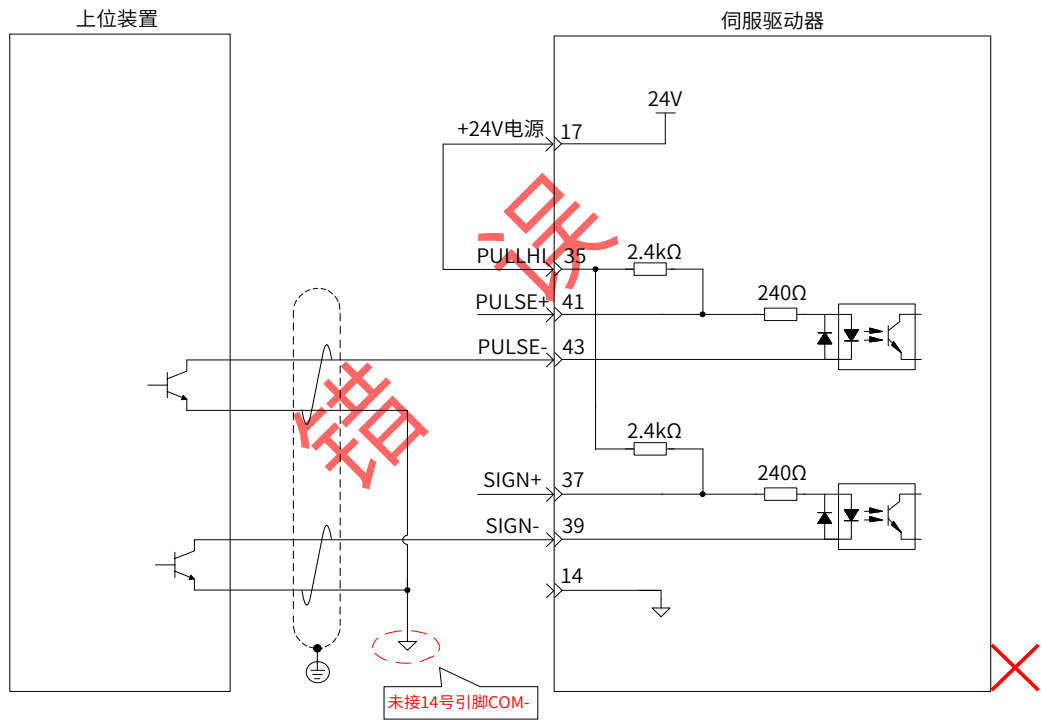 上位装置
伺服驱动器
24V
+24V电源
17
误
PULLHI
35
2.4kΩ
PULSE+
41
240Ω
PULSE-
43
错
2.4kΩ
SIGN+
37
240Ω
SIGN-
39
14
未接14号引脚COM-